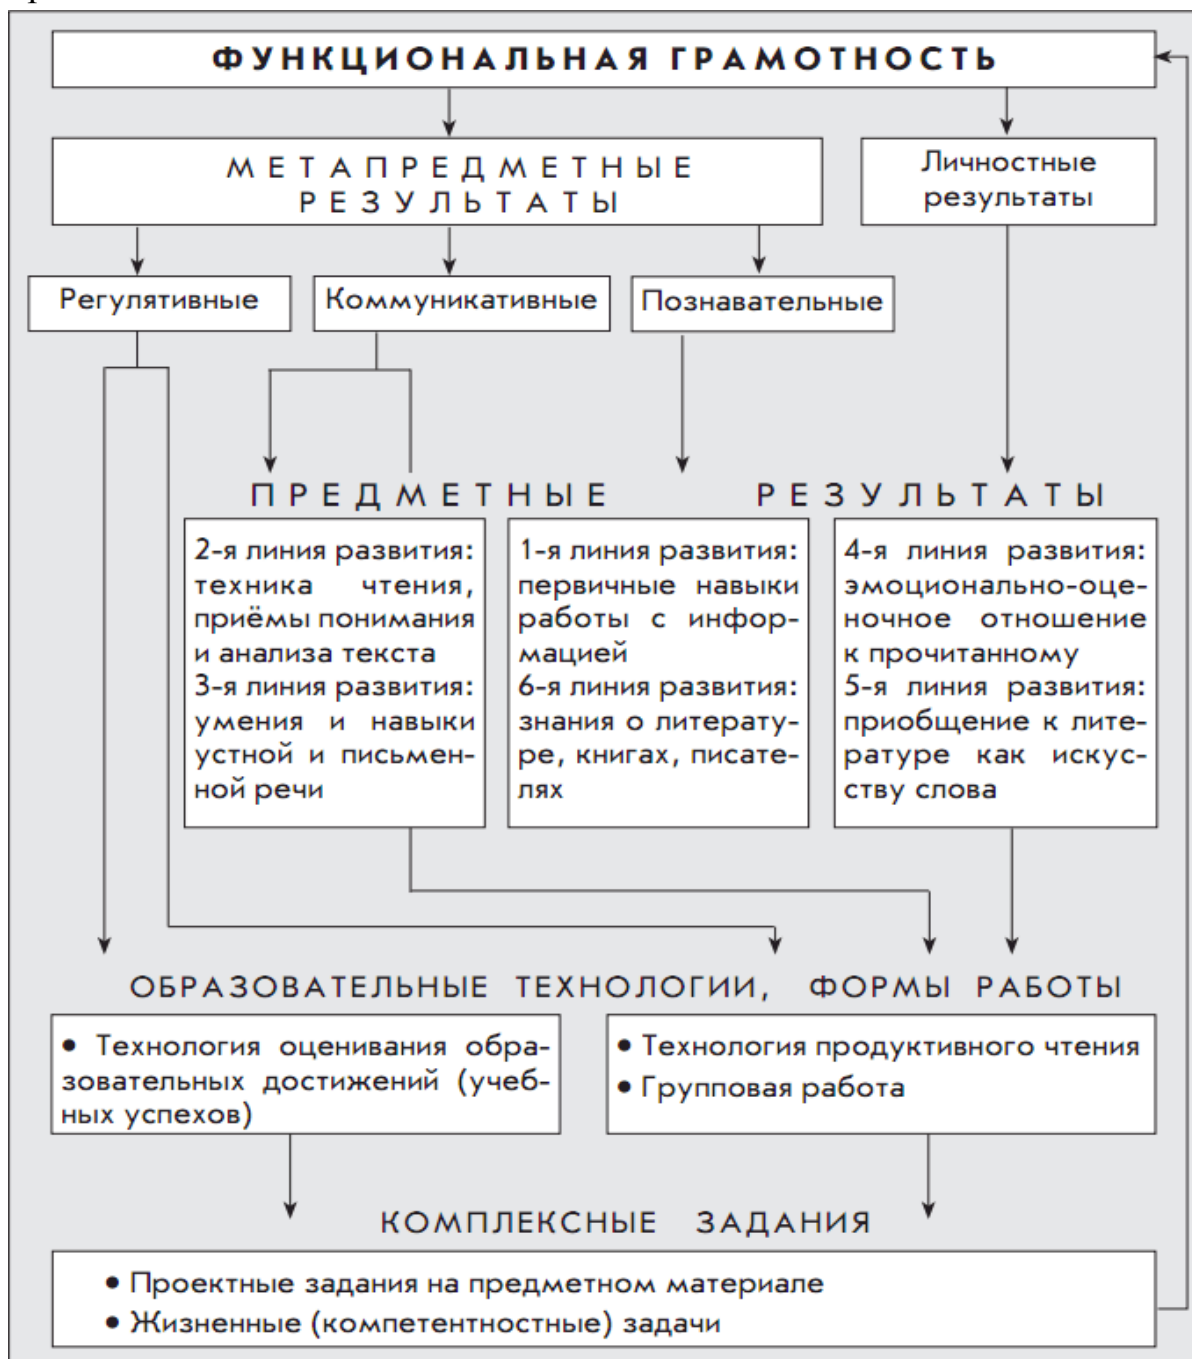 ФУНКЦИОНАЛЬНАЯ ГРАМОТНОСТЬ
МЕТАПРЕДМЕТНЫЕ
РЕЗУЛЬТАТЫ
Личностные
результаты
Регулятивные
Коммуникативные
Познавательные
ПРЕДМЕТНЫЕ РЕЗУЛЬТАТЫ
2-я линия развития:
техника чтения,
приёмы понимания
и анализа текста
3-я линия развития:
умения и навыки
устной и письмен-
ной речи
1-я линия развития:
первичные навыки
работы с инфор-
мацией
6-я линия развития:
знания о литерату-
ре, книгах, писате-
лях
4-я линия развития:
эмоционально-оце-
ночное отношение
к прочитанному
5-я линия развития:
приобщение к лите-
ратуре как искус-
ству слова
ОБРАЗОВАТЕЛЬНЫЕ ТЕХНОЛОГИИ, ФОРМЫ РАБОТЫ
• Технология оценивания обра-
зовательных достижений (учеб-
ных успехов)
• Технология продуктивного чтения
• Групповая работа
КОМПЛЕКСНЫЕ ЗАДАНИЯ
• Проектные задания на предметном материале
• Жизненные (компетентностные) задачи